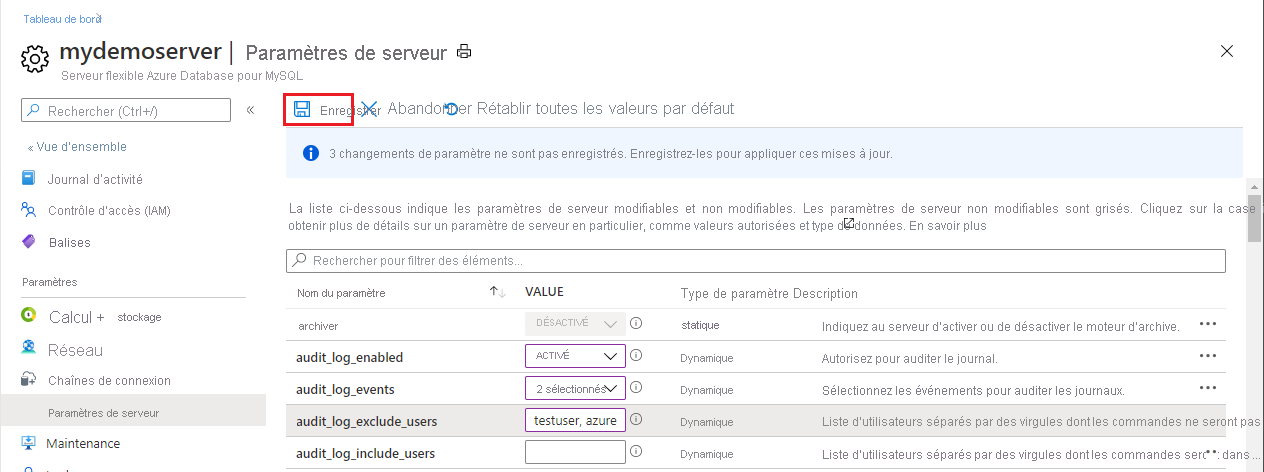 Tableau de bord
mydemoserver | Paramètres de serveur
Serveur flexible Azure Database pour MySQL
Rechercher (Ctrl+/) «
« Vue d'ensemble
Journal d'activité
Contrôle d'accès (IAM)
Balises
Paramètres
Calcul + stockage
Réseau
Chaînes de connexion
Paramètres de serveur
Maintenance
Enregistrer Abandonner Rétablir toutes les valeurs par défaut
3 changements de paramètre ne sont pas enregistrés. Enregistrez-les pour appliquer ces mises à jour.
La liste ci-dessous indique les paramètres de serveur modifiables et non modifiables. Les paramètres de serveur non modifiables sont grisés. Cliquez sur la case
obtenir plus de détails sur un paramètre de serveur en particulier, comme valeurs autorisées et type de données. En savoir plus
Rechercher pour filtrer des éléments...
Nom du paramètre VALUE Type de paramètre Description
archiver DÉSACTIVÉ statique Indiquez au serveur d'activer ou de désactiver le moteur d'archive.
audit_log_enabled ACTIVÉ Dynamique Autorisez pour auditer le journal.
audit_log_events 2 sélectionnés Dynamique Sélectionnez les événements pour auditer les journaux.
audit_log_exclude_users testuser, azure Dynamique Liste d'utilisateurs séparés par des virgules dont les commandes ne seront pas
audit_log_include_users Dynamique Liste d'utilisateurs séparés par des virgules dont les commandes dans ...